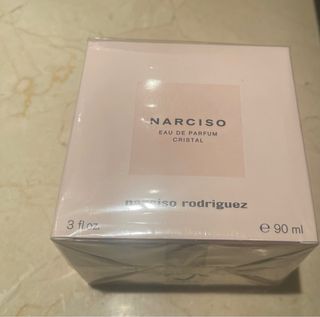 NARCISO
EAU DE PARFUM
CRISTAL
narciso rodriguez
3 fl oz. ℮ 90 ml